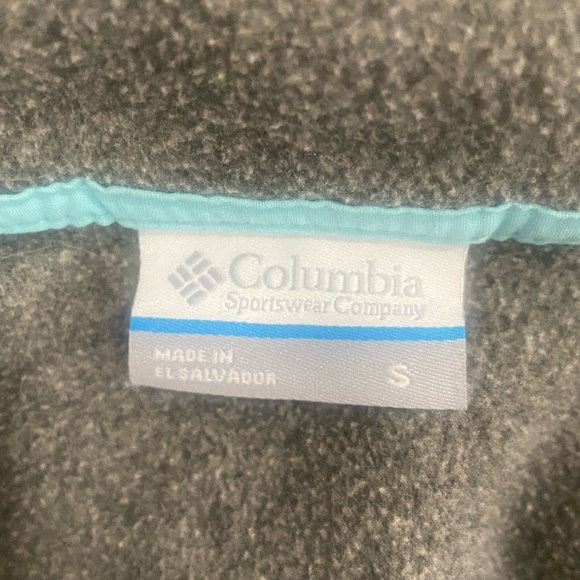 Columbia
Sportswear Company
MADE IN
EL SALVADOR
S